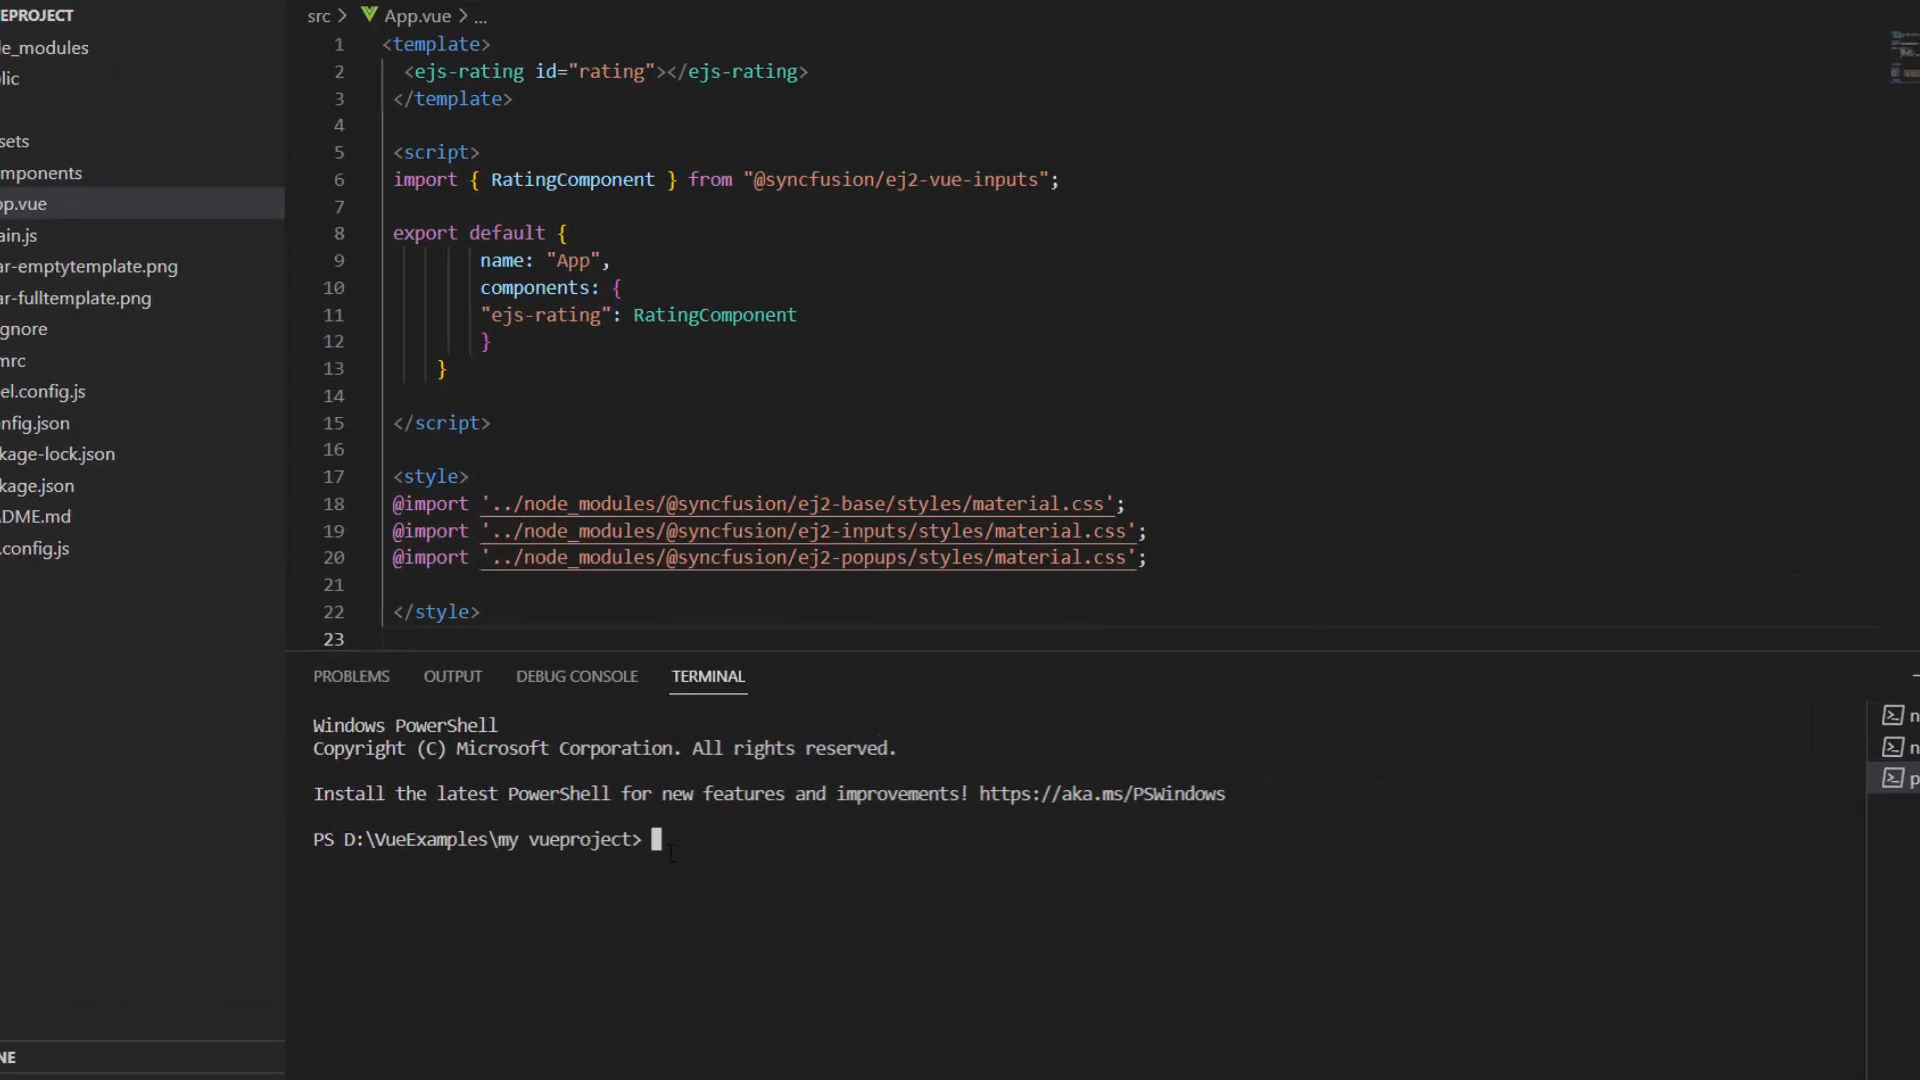 EPROJECT
e_modules
lic
sets
mponents
pp.vue
ain.js
ar-emptytemplate.png
ar-fulltemplate.png
gnore
mrc
el.config.js
nfig.json
kage-lock.json
kage.json
DME.md
.config.js
NE
src > App.vue > ...
1 <template>
2 <ejs-rating id="rating"></ejs-rating>
3 </template>
4
5 <script>
6 import { RatingComponent } from "@syncfusion/ej2-vue-inputs";
7
8 export default {
9 name: "App",
10 components: {
11 "ejs-rating": RatingComponent
12 }
13 }
14
15 </script>
16
17 <style>
18 @import '../node_modules/@syncfusion/ej2-base/styles/material.css';
19 @import '../node_modules/@syncfusion/ej2-inputs/styles/material.css';
20 @import '../node_modules/@syncfusion/ej2-popups/styles/material.css';
21
22 </style>
23
PROBLEMS OUTPUT DEBUG CONSOLE TERMINAL
Windows PowerShell
Copyright (C) Microsoft Corporation. All rights reserved.
Install the latest PowerShell for new features and improvements! https://aka.ms/PSWindows
PS D:\VueExamples\my vueproject>
n
n
p